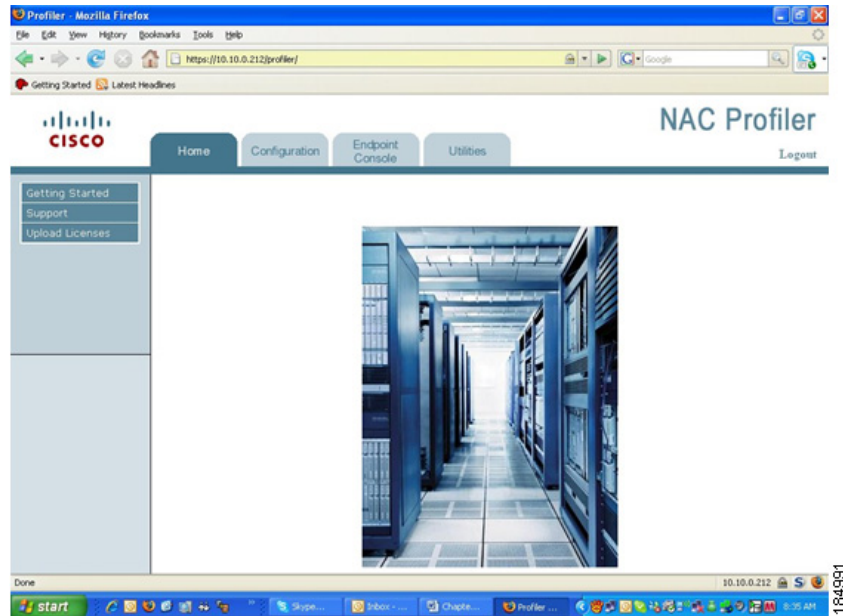 Profiler - Mozilla Firefox
File Edit View History Bookmarks Tools Help
https://10.10.0.212/profiler/
Google
Getting Started Latest Headlines
CISCO
NAC Profiler
Home
Configuration
Endpoint
Console
Utilities
Logout
Getting Started
Support
Upload Licenses
Done
10.10.0.212
start
Skype...
Inbox - ...
Chapte...
Profiler ...
8:35 AM
184991